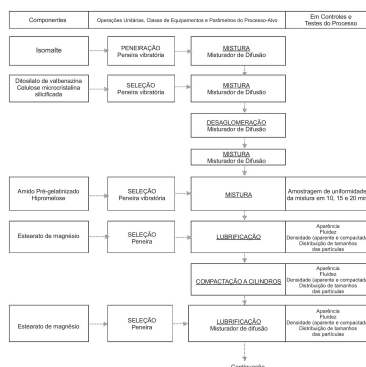 Componentes
Operações Unitárias, Classe de Equipamentos e Parâmetros do Processo-Alvo
Em Controles e
Testes do Processo
Isomalte
PENEIRAÇÃO
Peneira vibratória
MISTURA
Misturador de Difusão
Ditosilato de valbenazina
Celulose microcristalina
silicificada
SELEÇÃO
Peneira vibratória
MISTURA
Misturador de Difusão
DESAGLOMERAÇÃO
Misturador de Difusão
MISTURA
Misturador de Difusão
Amido Pré-gelatinizado
Hipromelose
SELEÇÃO
Peneira vibratória
MISTURA
Amostragem de uniformidade
da mistura em 10, 15 e 20 min
Estearato de magnésio
SELEÇÃO
Peneira
LUBRIFICAÇÃO
Aparência
Fluidez
Densidade (aparente e compactada
Distribuição de tamanhos
das partículas
COMPACTAÇÃO A CILINDROS
Aparência
Fluidez
Densidade (aparente e compactada
Distribuição de tamanhos
das partículas
Estearato de magnésio
SELEÇÃO
Peneira
LUBRIFICAÇÃO
Misturador de difusão
Aparência
Fluidez
Densidade (aparente e compactada
Distribuição de tamanhos
das partículas
Continuação